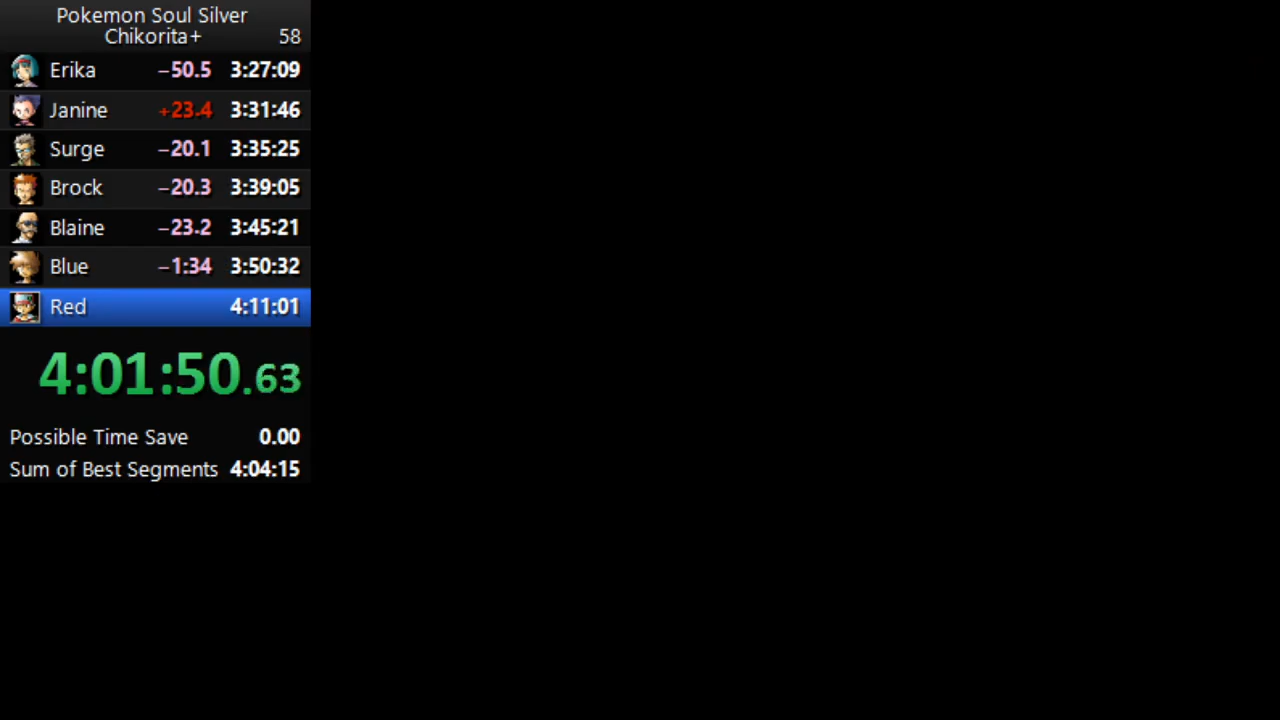 Pokemon Soul Silver
Chikorita+ 58
Erika −50.5 3:27:09
Janine +23.4 3:31:46
Surge −20.1 3:35:25
Brock −20.3 3:39:05
Blaine −23.2 3:45:21
Blue −1:34 3:50:32
Red 4:11:01
4:01:50.63
Possible Time Save 0.00
Sum of Best Segments 4:04:15